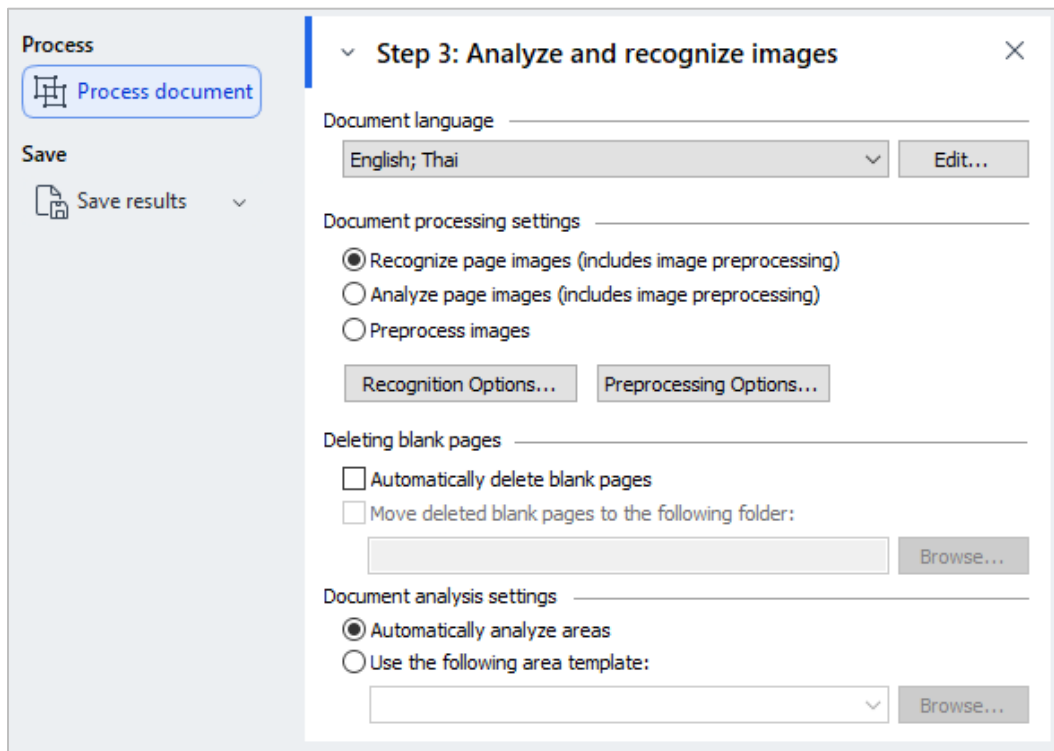 Process
Process document
Save
Save results
Step 3: Analyze and recognize images
Document language
English; Thai
Edit...
Document processing settings
Recognize page images (includes image preprocessing)
Analyze page images (includes image preprocessing)
Preprocess images
Recognition Options...
Preprocessing Options...
Deleting blank pages
Automatically delete blank pages
Move deleted blank pages to the following folder:
Browse...
Document analysis settings
Automatically analyze areas
Use the following area template:
Browse...